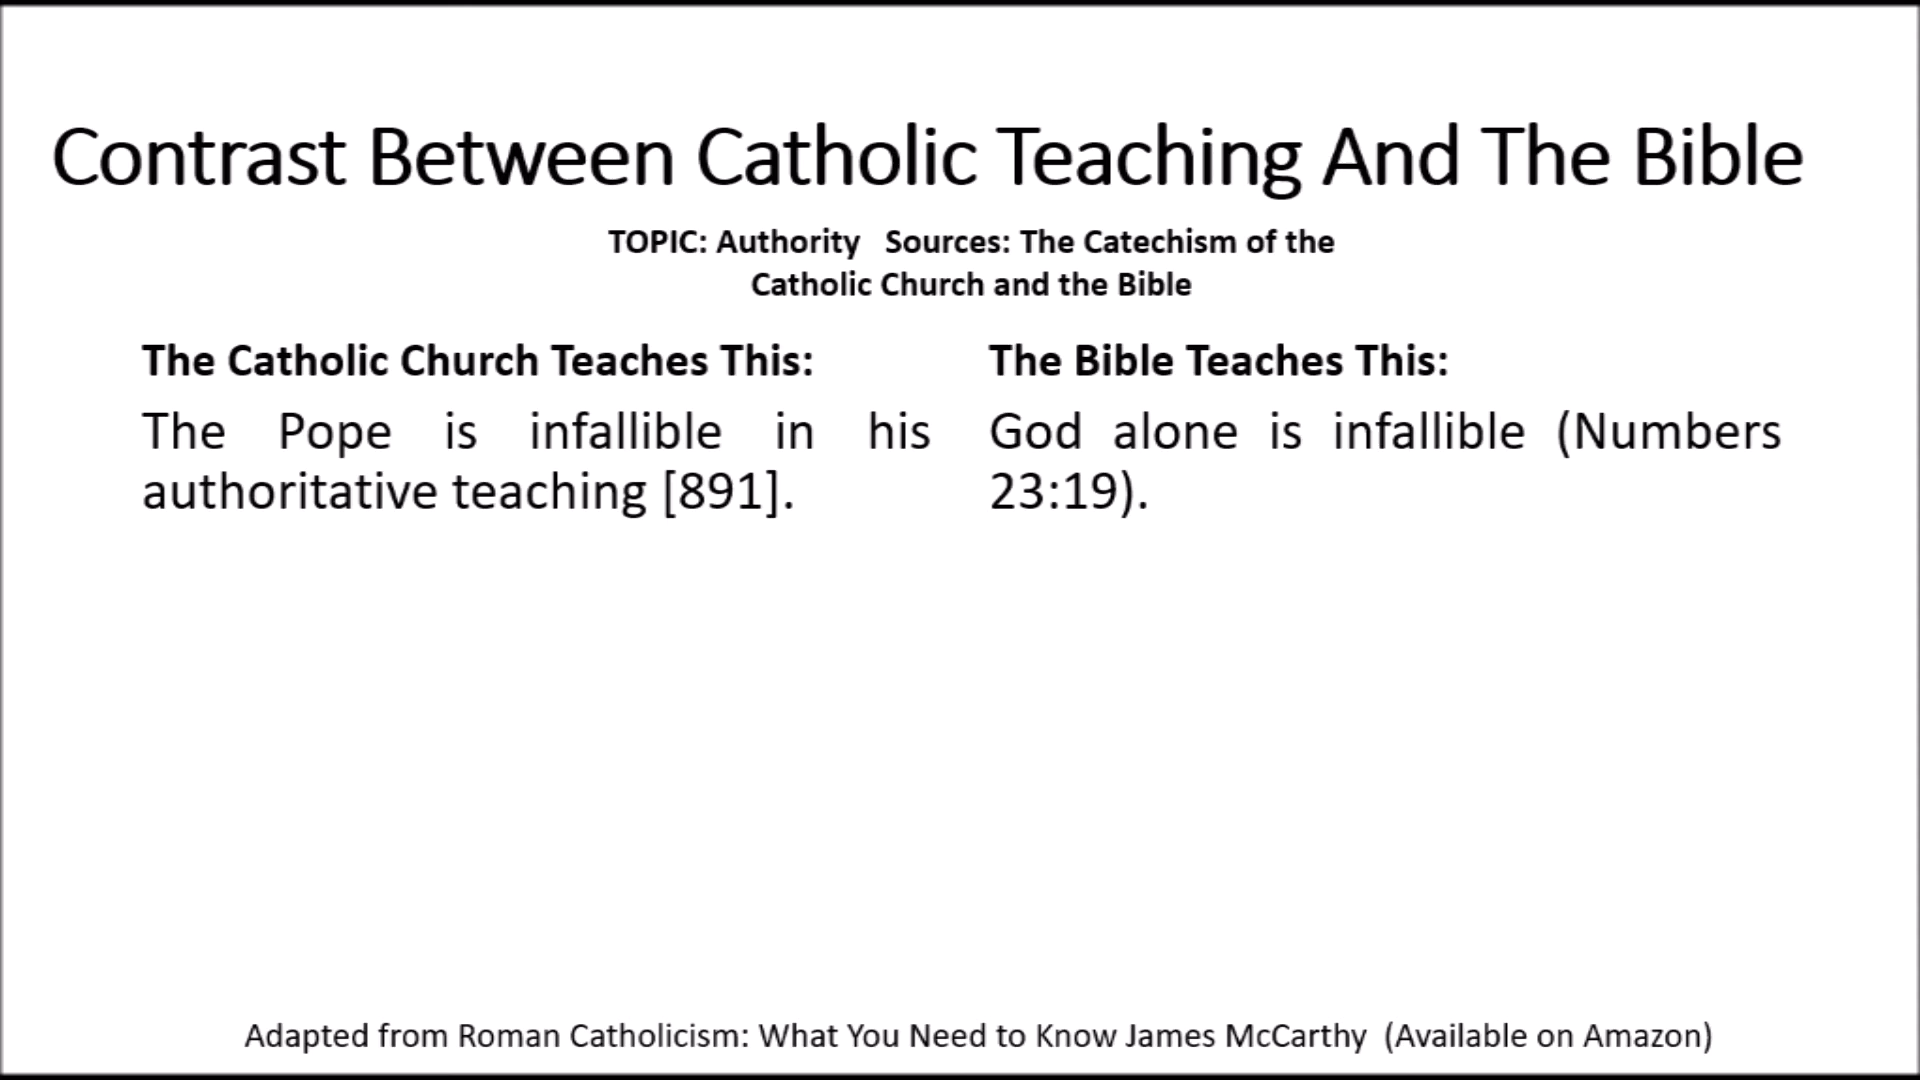 Contrast Between Catholic Teaching And The Bible
TOPIC: Authority   Sources: The Catechism of the
Catholic Church and the Bible
The Catholic Church Teaches This:
The Pope is infallible in his
authoritative teaching [891].
The Bible Teaches This:
God alone is infallible (Numbers
23:19).
Adapted from Roman Catholicism: What You Need to Know James McCarthy  (Available on Amazon)